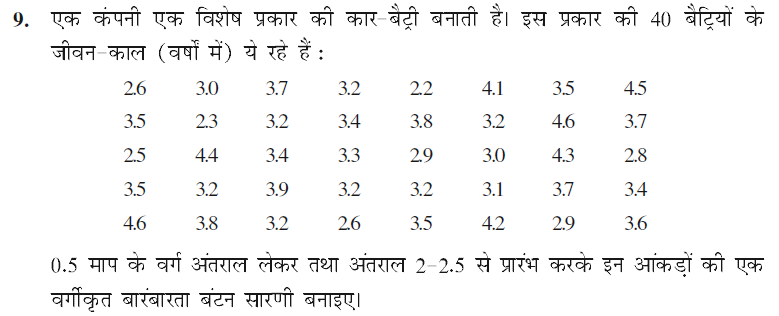 9. एक कंपनी एक विशेष प्रकार की कार-बैट्री बनाती है। इस प्रकार की 40 बैट्रियों के
जीवन-काल (वर्षों में) ये रहे हैं :
2.6 3.0 3.7 3.2 2.2 4.1 3.5 4.5
3.5 2.3 3.2 3.4 3.8 3.2 4.6 3.7
2.5 4.4 3.4 3.3 2.9 3.0 4.3 2.8
3.5 3.2 3.9 3.2 3.2 3.1 3.7 3.4
4.6 3.8 3.2 2.6 3.5 4.2 2.9 3.6
0.5 माप के वर्ग अंतराल लेकर तथा अंतराल 2-2.5 से प्रारंभ करके इन आंकड़ों की एक
वर्गीकृत बारंबारता बंटन सारणी बनाइए।